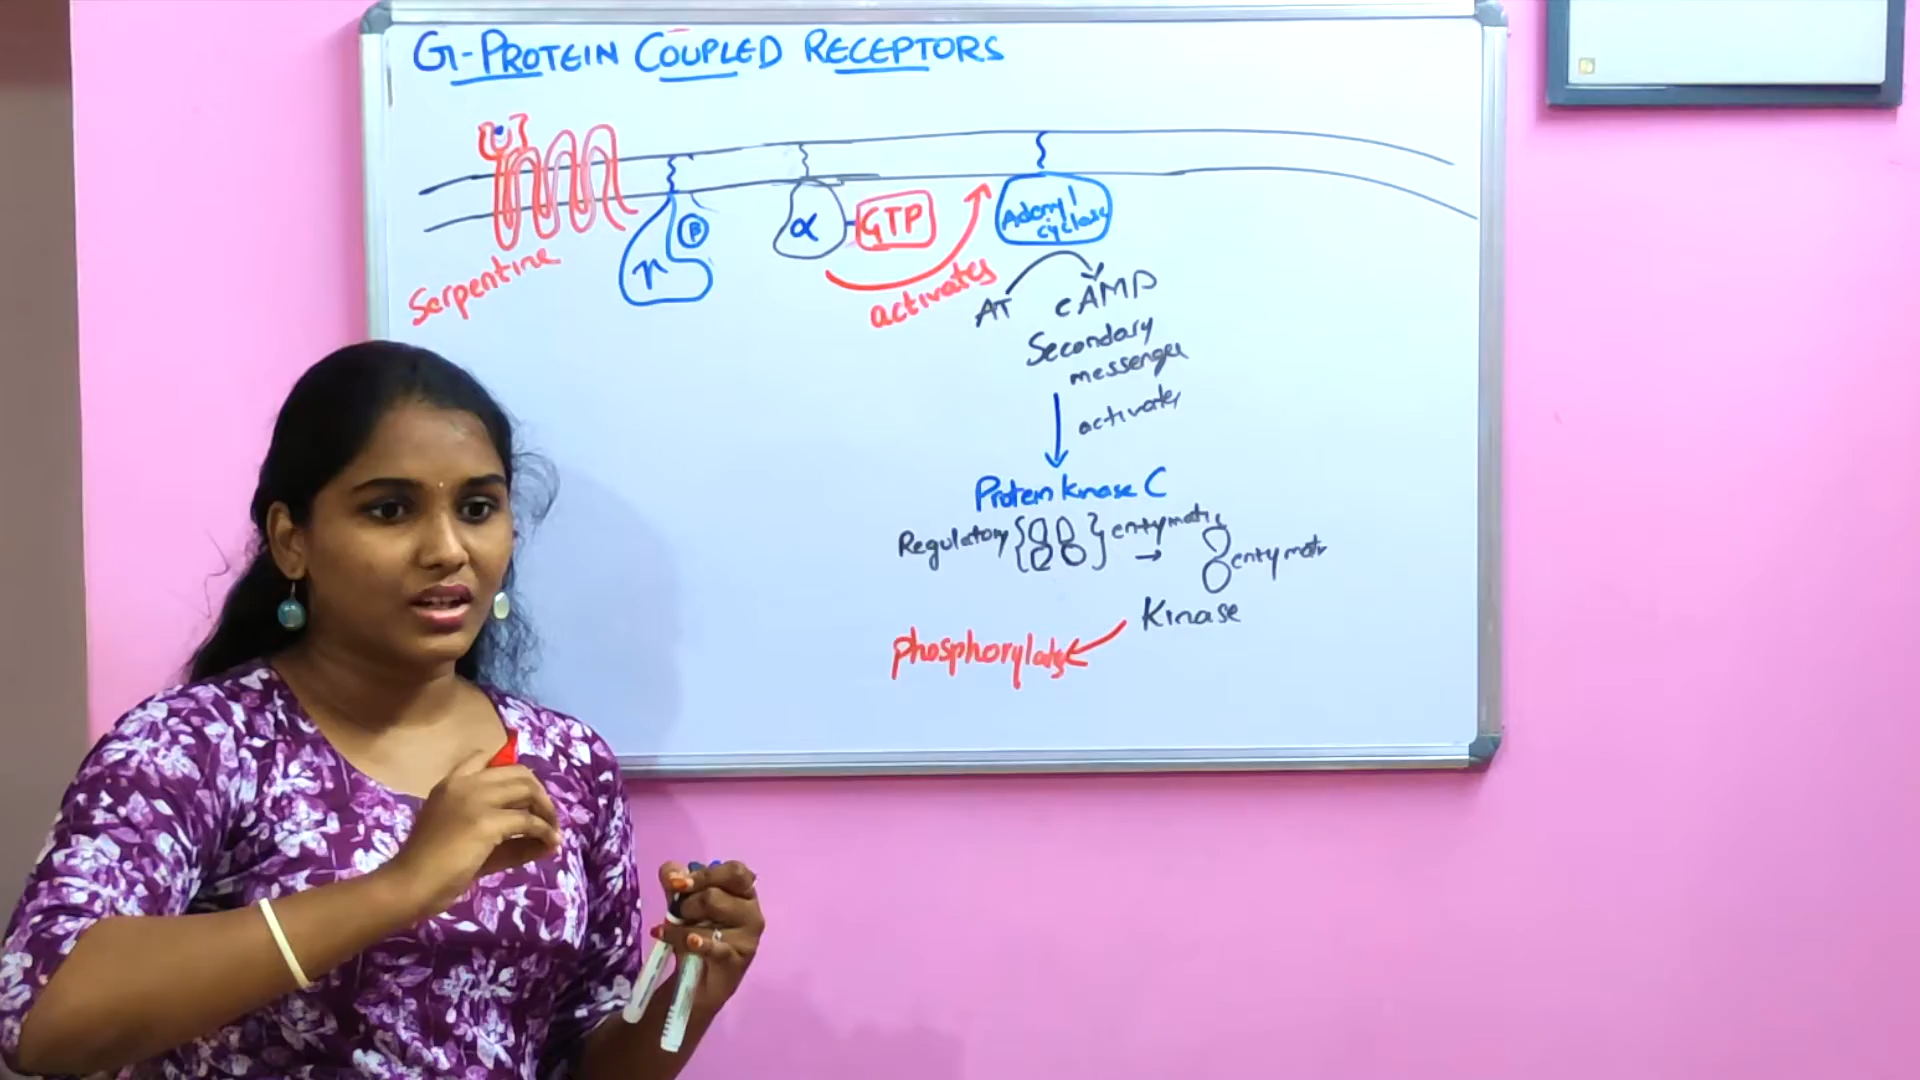 G-PROTEIN COUPLED RECEPTORS
Serpentine
γ
β
α
GTP
activates
Adenyl
cyclase
AT cAMP
Secondary
messenger
activates
Protein kinase C
Regulatory enzymatic
enzymatic
Kinase
phosphorylates